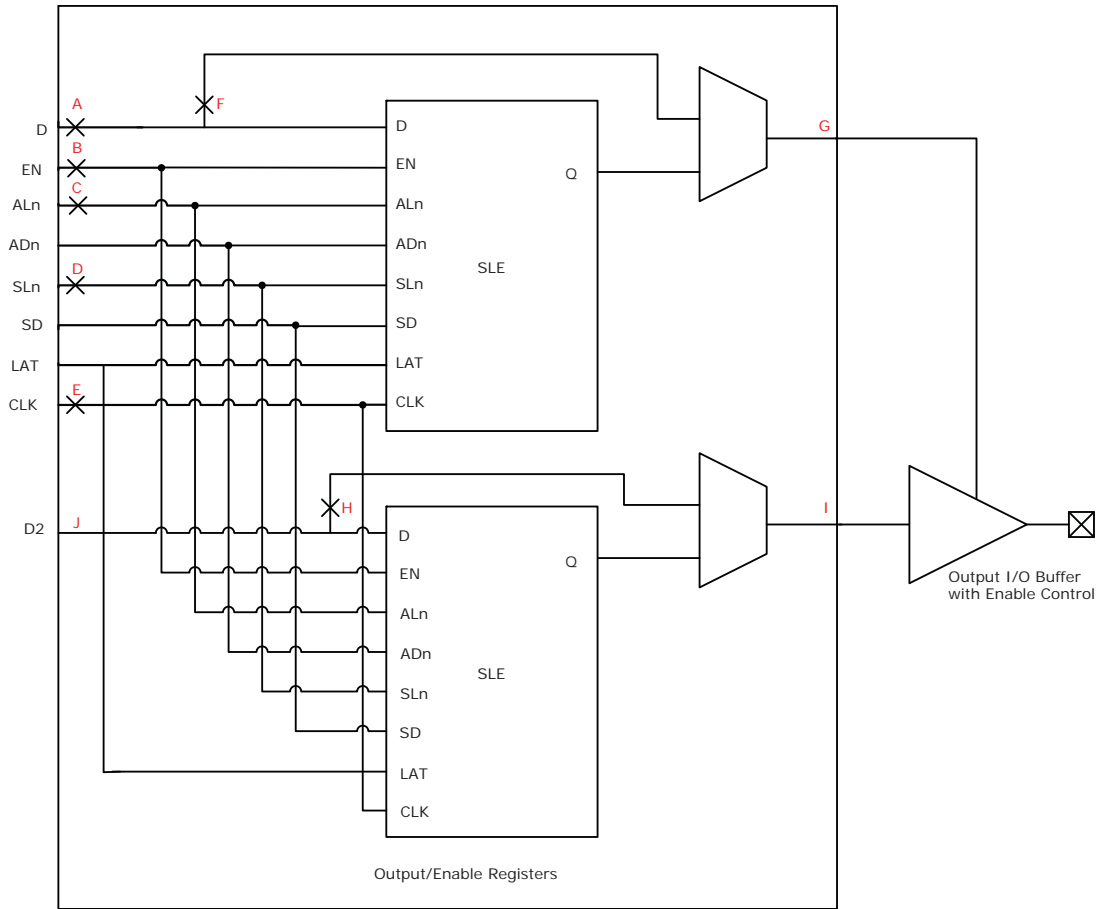 A
F
D
D
G
B
EN
EN
Q
C
ALn
ALn
ADn
ADn
D
SLE
SLn
SLn
SD
SD
LAT
LAT
E
CLK
CLK
H
I
J
D2
D
Q
EN
Output I/O Buffer
with Enable Control
ALn
ADn
SLE
SLn
SD
LAT
CLK
Output/Enable Registers